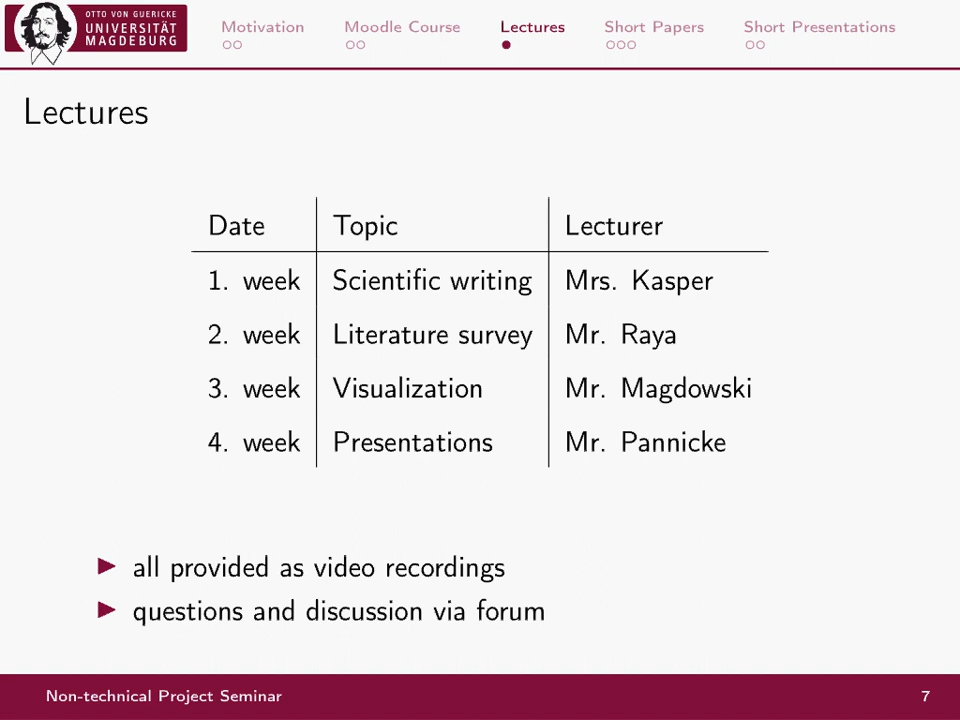 OTTO VON GUERICKE
UNIVERSITÄT
MAGDEBURG
Motivation Moodle Course Lectures Short Papers Short Presentations
Lectures
Date Topic Lecturer
1. week Scientific writing Mrs. Kasper
2. week Literature survey Mr. Raya
3. week Visualization Mr. Magdowski
4. week Presentations Mr. Pannicke
all provided as video recordings
questions and discussion via forum
Non-technical Project Seminar 7